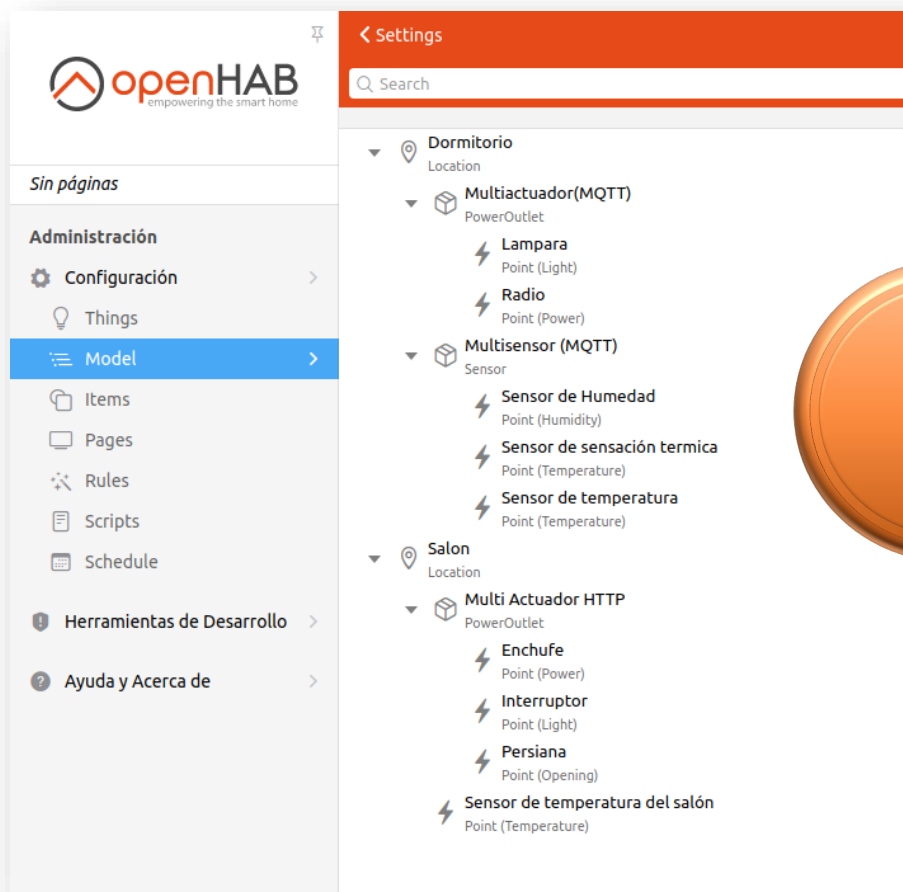 openHAB
empowering the smart home
Sin páginas
Administración
Configuración
Things
Model
Items
Pages
Rules
Scripts
Schedule
Herramientas de Desarrollo
Ayuda y Acerca de
Settings
Search
Dormitorio
Location
Multiactuador(MQTT)
PowerOutlet
Lampara
Point (Light)
Radio
Point (Power)
Multisensor (MQTT)
Sensor
Sensor de Humedad
Point (Humidity)
Sensor de sensación termica
Point (Temperature)
Sensor de temperatura
Point (Temperature)
Salon
Location
Multi Actuador HTTP
PowerOutlet
Enchufe
Point (Power)
Interruptor
Point (Light)
Persiana
Point (Opening)
Sensor de temperatura del salón
Point (Temperature)